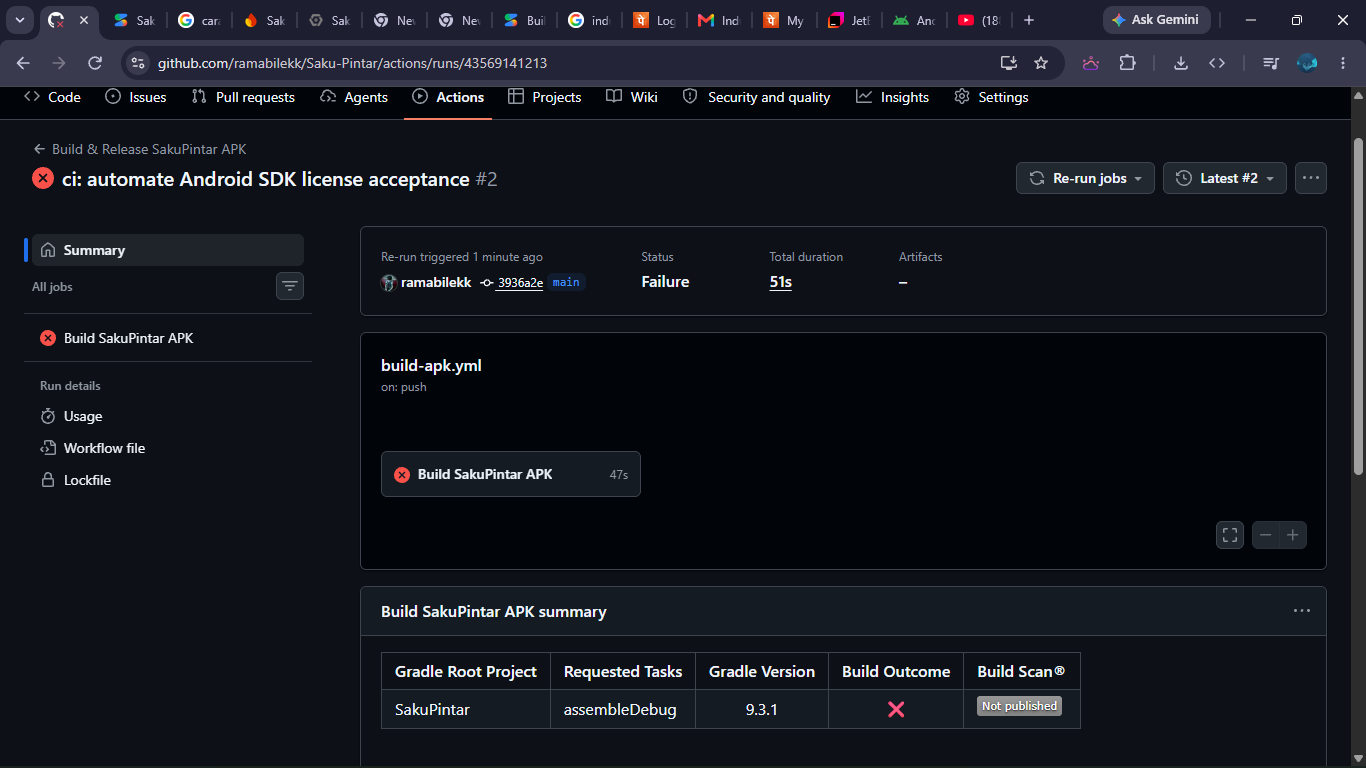 Sak
cara
Sak
Sak
Nev
Nev
Buil
ind
Log
Ind
My
JetB
And
(18
Ask Gemini
github.com/ramabilekk/Saku-Pintar/actions/runs/43569141213
Code
Issues
Pull requests
Agents
Actions
Projects
Wiki
Security and quality
Insights
Settings
Build & Release SakuPintar APK
ci: automate Android SDK license acceptance #2
Re-run jobs
Latest #2
Summary
All jobs
Build SakuPintar APK
Run details
Usage
Workflow file
Lockfile
Re-run triggered 1 minute ago
Status
Total duration
Artifacts
ramabilekk 3936a2e main
Failure
51s
–
build-apk.yml
on: push
Build SakuPintar APK 47s
Build SakuPintar APK summary
Gradle Root Project Requested Tasks Gradle Version Build Outcome Build Scan®
SakuPintar assembleDebug 9.3.1 Not published